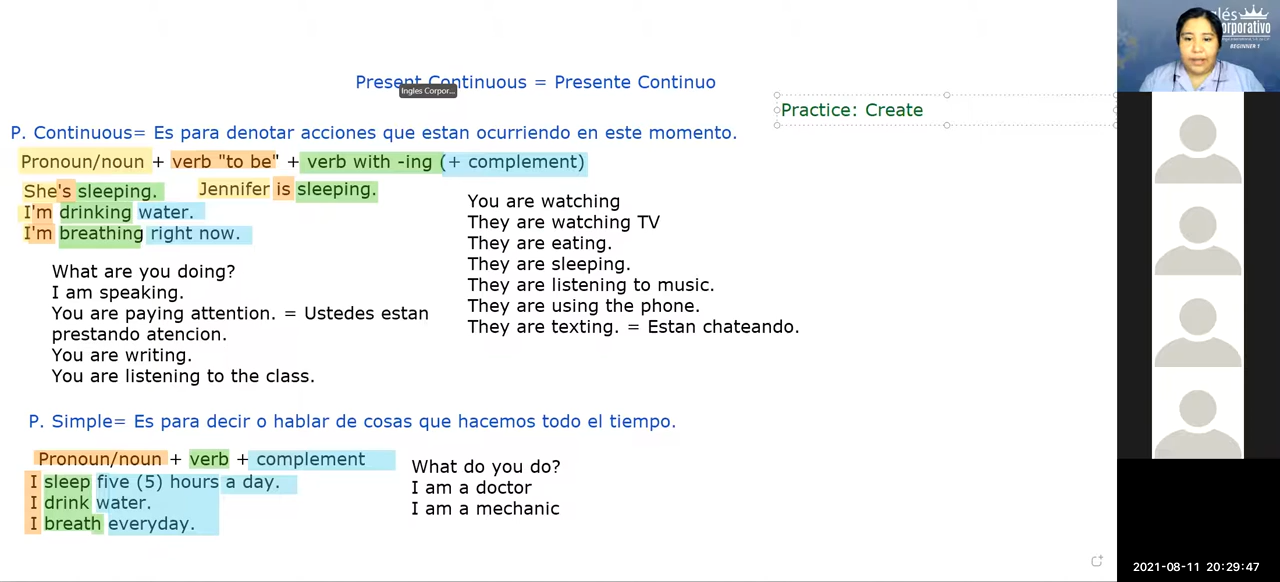 Present Continuous = Presente Continuo
Ingles Corpor...
Practice: Create
P. Continuous= Es para denotar acciones que estan ocurriendo en este momento.
Pronoun/noun + verb "to be" + verb with -ing (+ complement)
She's sleeping. Jennifer is sleeping.
I'm drinking water.
I'm breathing right now.
What are you doing?
I am speaking.
You are paying attention. = Ustedes estan
prestando atencion.
You are writing.
You are listening to the class.
You are watching
They are watching TV
They are eating.
They are sleeping.
They are listening to music.
They are using the phone.
They are texting. = Estan chateando.
P. Simple= Es para decir o hablar de cosas que hacemos todo el tiempo.
Pronoun/noun + verb + complement
I sleep five (5) hours a day.
I drink water.
I breath everyday.
What do you do?
I am a doctor
I am a mechanic
BEGINNER 1
2021-08-11 20:29:47